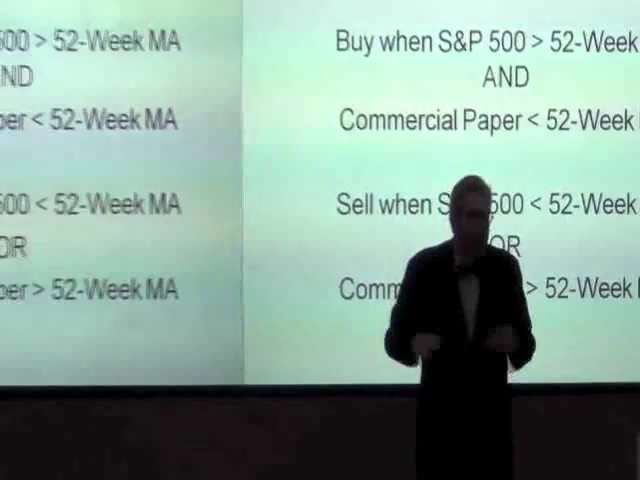 500 > 52-Week MA
ND
per < 52-Week MA
500 < 52-Week MA
OR
per > 52-Week MA
Buy when S&P 500 > 52-Week
AND
Commercial Paper < 52-Week
Sell when S 500 < 52-Week
OR
Comm > 52-Week